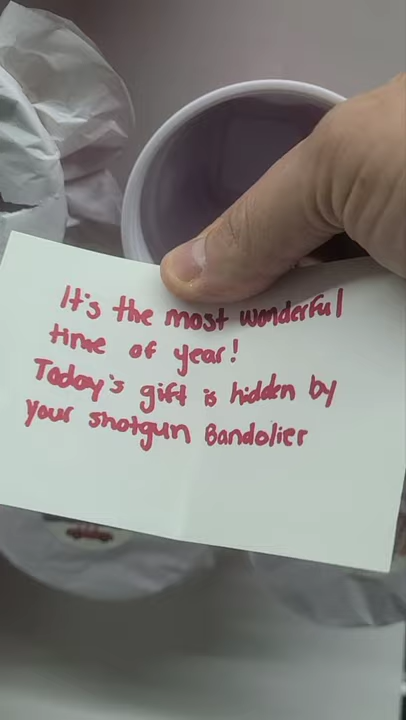 It's the most wonderful
time of year!
Today's gift is hidden by
your shotgun Bandolier